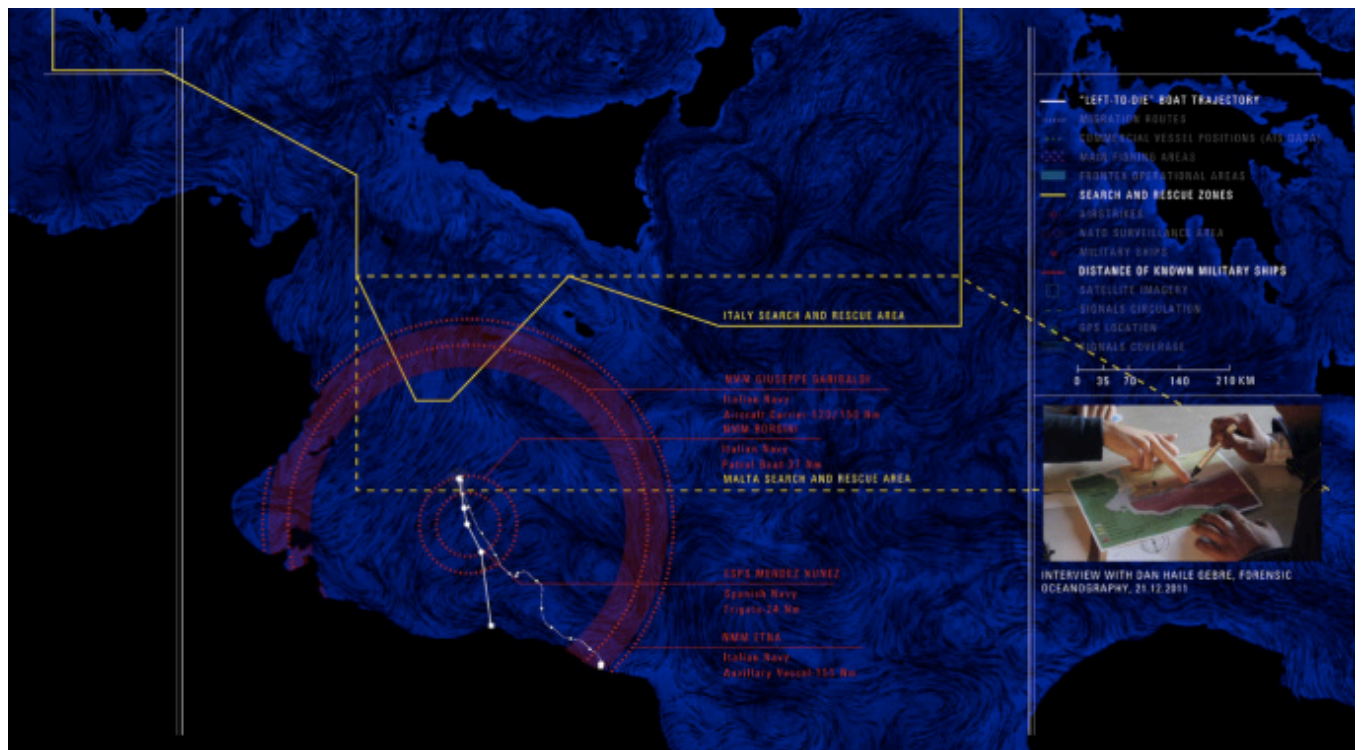 ITALY SEARCH AND RESCUE AREA
NMM GIUSEPPE GARIBALDI
Italian Navy
Aircraft Carrier 120/150 Nm
NMM BORSINI
Italian Navy
Patrol Boat 37 Nm
MALTA SEARCH AND RESCUE AREA
ESPS MENDEZ NUNEZ
Spanish Navy
Frigate 24 Nm
NMM ETNA
Italian Navy
Auxillary Vessel 155 Nm
"LEFT-TO-DIE" BOAT TRAJECTORY
MIGRATION ROUTES
COMMERCIAL VESSEL POSITIONS (AIS DATA)
MAIN FISHING AREAS
FRONTEX OPERATIONAL AREAS
SEARCH AND RESCUE ZONES
AIRSTRIKES
NATO SURVEILLANCE AREA
MILITARY SHIPS
DISTANCE OF KNOWN MILITARY SHIPS
SATELLITE IMAGERY
SIGNALS CIRCULATION
GPS LOCATION
SIGNALS COVERAGE
0 35 70 140 210 KM
INTERVIEW WITH DAN HAILE GEBRE, FORENSIC
OCEANOGRAPHY, 21.12.2011